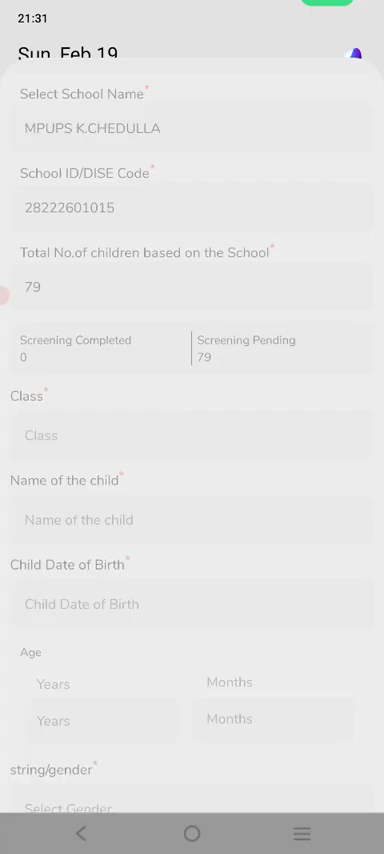 21:31
Sun, Feb 19
Select School Name*
MPUPS K.CHEDULLA
School ID/DISE Code*
28222601015
Total No.of children based on the School*
79
Screening Completed
0
Screening Pending
79
Class*
Class
Name of the child*
Name of the child
Child Date of Birth*
Child Date of Birth
Age
Years
Months
Years
Months
string/gender*
Select Gender